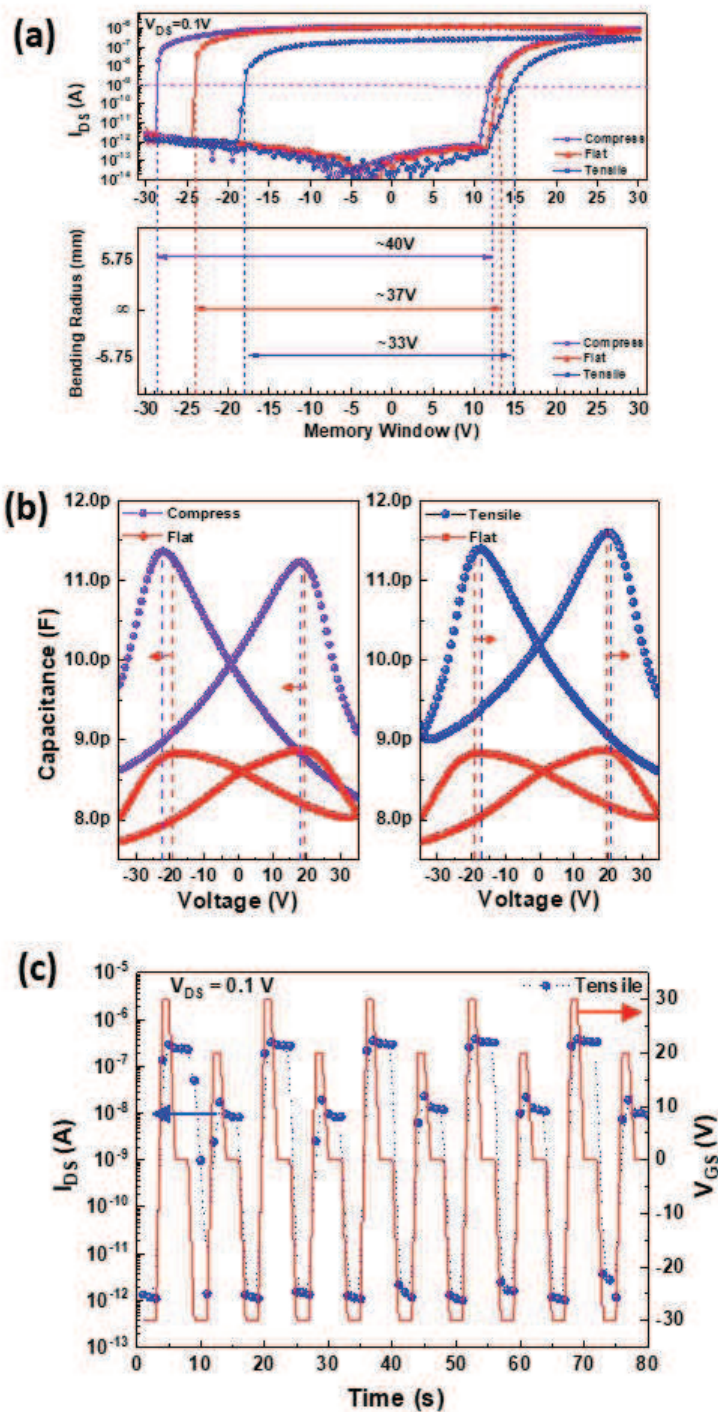 (a)
V_DS=0.1V
10^-6
10^-7
10^-8
10^-9
10^-10
10^-11
10^-12
10^-13
10^-14
I_DS (A)
Compress
Flat
Tensile
-30 -25 -20 -15 -10 -5 0 5 10 15 20 25 30
Bending Radius (mm)
5.75
∞
-5.75
~40V
~37V
~33V
Compress
Flat
Tensile
-30 -25 -20 -15 -10 -5 0 5 10 15 20 25 30
Memory Window (V)
(b)
Capacitance (F)
12.0p
11.0p
10.0p
9.0p
8.0p
Compress
Flat
-30 -20 -10 0 10 20 30
Voltage (V)
12.0p
11.0p
10.0p
9.0p
8.0p
Tensile
Flat
-30 -20 -10 0 10 20 30
Voltage (V)
(c)
I_DS (A)
10^-5
10^-6
10^-7
10^-8
10^-9
10^-10
10^-11
10^-12
10^-13
V_DS = 0.1 V
Tensile
30
20
10
0
-10
-20
-30
V_GS (V)
0 10 20 30 40 50 60 70 80
Time (s)